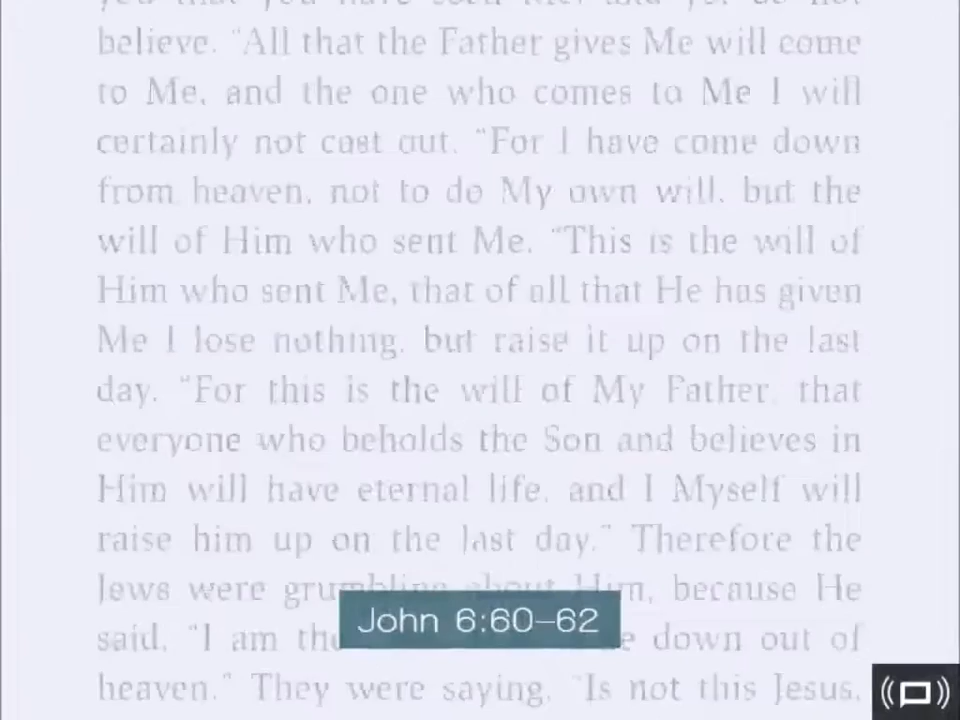 believe. “All that the Father gives Me will come
to Me, and the one who comes to Me I will
certainly not cast out. “For I have come down
from heaven, not to do My own will, but the
will of Him who sent Me. “This is the will of
Him who sent Me, that of all that He has given
Me I lose nothing, but raise it up on the last
day. “For this is the will of My Father, that
everyone who beholds the Son and believes in
Him will have eternal life, and I Myself will
raise him up on the last day.” Therefore the
Jews were grumbling about Him, because He
John 6:60–62
said, “I am down out of
heaven.” They were saying, “Is not this Jesus,